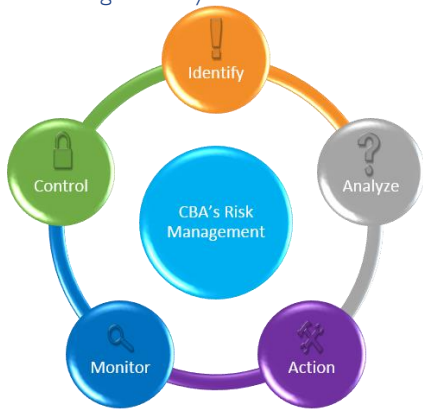 Identify
Control
Analyze
CBA's Risk
Management
Monitor
Action